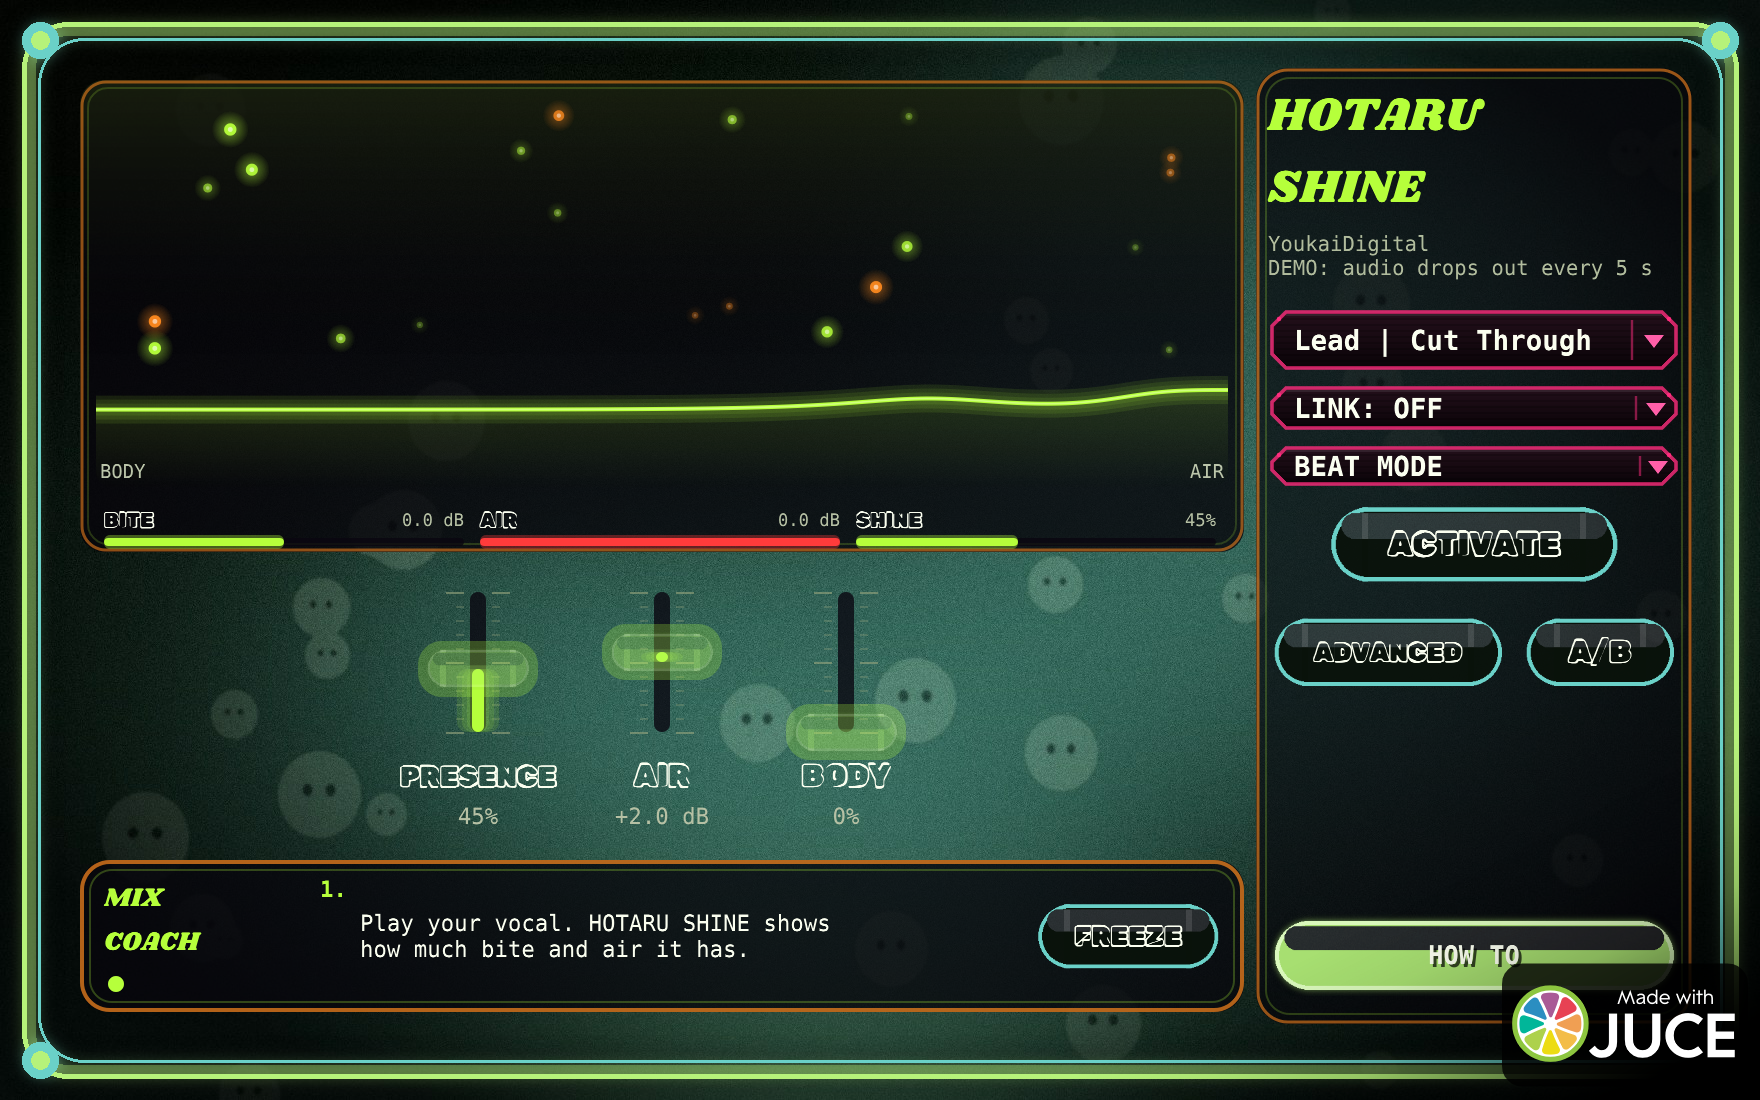 HOTARU
SHINE
YoukaiDigital
DEMO: audio drops out every 5 s
Lead | Cut Through
LINK: OFF
BEAT MODE
ACTIVATE
ADVANCED
A/B
BODY
AIR
BITE
0.0 dB
AIR
0.0 dB
SHINE
45%
PRESENCE
AIR
BODY
45%
+2.0 dB
0%
MIX
COACH
1.
Play your vocal. HOTARU SHINE shows
how much bite and air it has.
FREEZE
HOW TO
Made with
JUCE